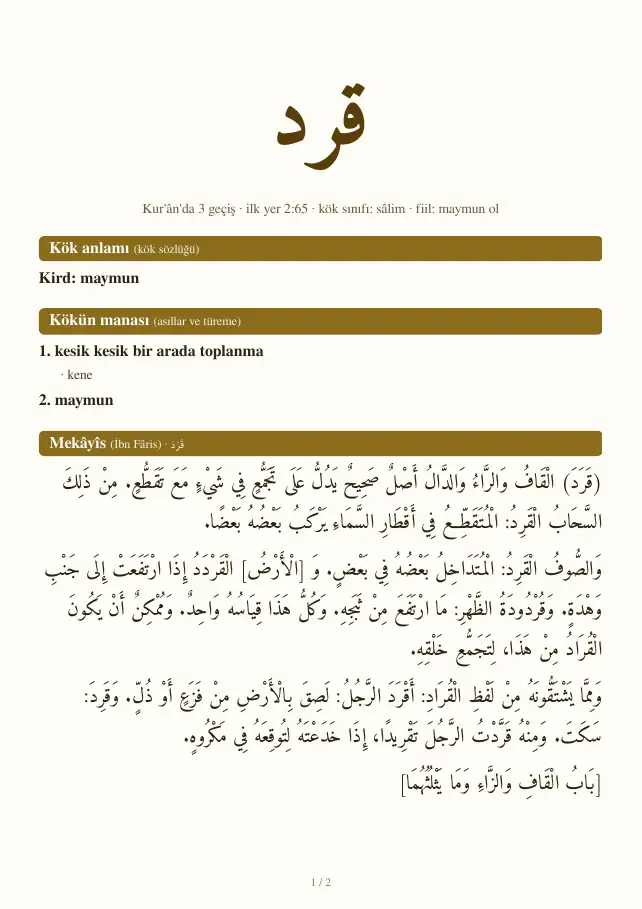 قرد
Kur'ân'da 3 geçiş · ilk yer 2:65 · kök sınıfı: sâlim · fiil: maymun ol
Kök anlamı (kök sözlüğü)
Kird: maymun
Kökün manası (asıllar ve türeme)
1. kesik kesik bir arada toplanma
· kene
2. maymun
Mekâyîs (İbn Fâris) · قَرَدَ
(قَرَدَ) الْقَافُ وَالرَّاءُ وَالدَّالُ أَصْلٌ صَحِيحٌ يَدُلُّ عَلَى تَجَمُّعٍ فِي شَيْءٍ مَعَ تَقَطُّعٍ. مِنْ ذَلِكَ
السَّحَابُ الْقَرِدُ: الْمُتَقَطِّعُ فِي أَقْطَارِ السَّمَاءِ يَرْكَبُ بَعْضُهُ بَعْضًا.
وَالصُّوفُ الْقَرِدُ: الْمُتَدَاخِلُ بَعْضُهُ فِي بَعْضٍ. وَ [الْأَرْضُ] الْقَرْدَدُ إِذَا ارْتَفَعَتْ إِلَى جَنْبِ
وَهْدَةٍ. وَقُرْدُودَةُ الظَّهْرِ: مَا ارْتَفَعَ مِنْ ثَبَجِهِ. وَكُلُّ هَذَا قِيَاسُهُ وَاحِدٌ. وَمُمْكِنٌ أَنْ يَكُونَ
الْقُرَادُ مِنْ هَذَا، لِتَجَمُّعِ خَلْقِهِ.
وَمِمَّا يَشْتَقُّونَهُ مِنْ لَفْظِ الْقُرَادِ: أَقْرَدَ الرَّجُلُ: لَصِقَ بِالْأَرْضِ مِنْ فَزَعٍ أَوْ ذُلٍّ. وَقَرِدَ:
سَكَتَ. وَمِنْهُ قَرَّدْتُ الرَّجُلَ تَقْرِيدًا، إِذَا خَدَعْتَهُ لِتُوقِعَهُ فِي مَكْرُوهٍ.
[بَابُ الْقَافِ وَالزَّاءِ وَمَا يَثْلُثُهُمَا]
1 / 2